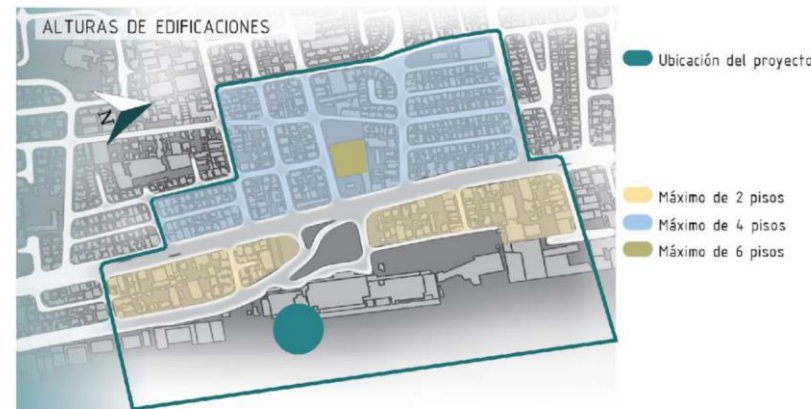 ALTURAS DE EDIFICACIONES
Ubicación del proyecto
N
Máximo de 2 pisos
Máximo de 4 pisos
Máximo de 6 pisos